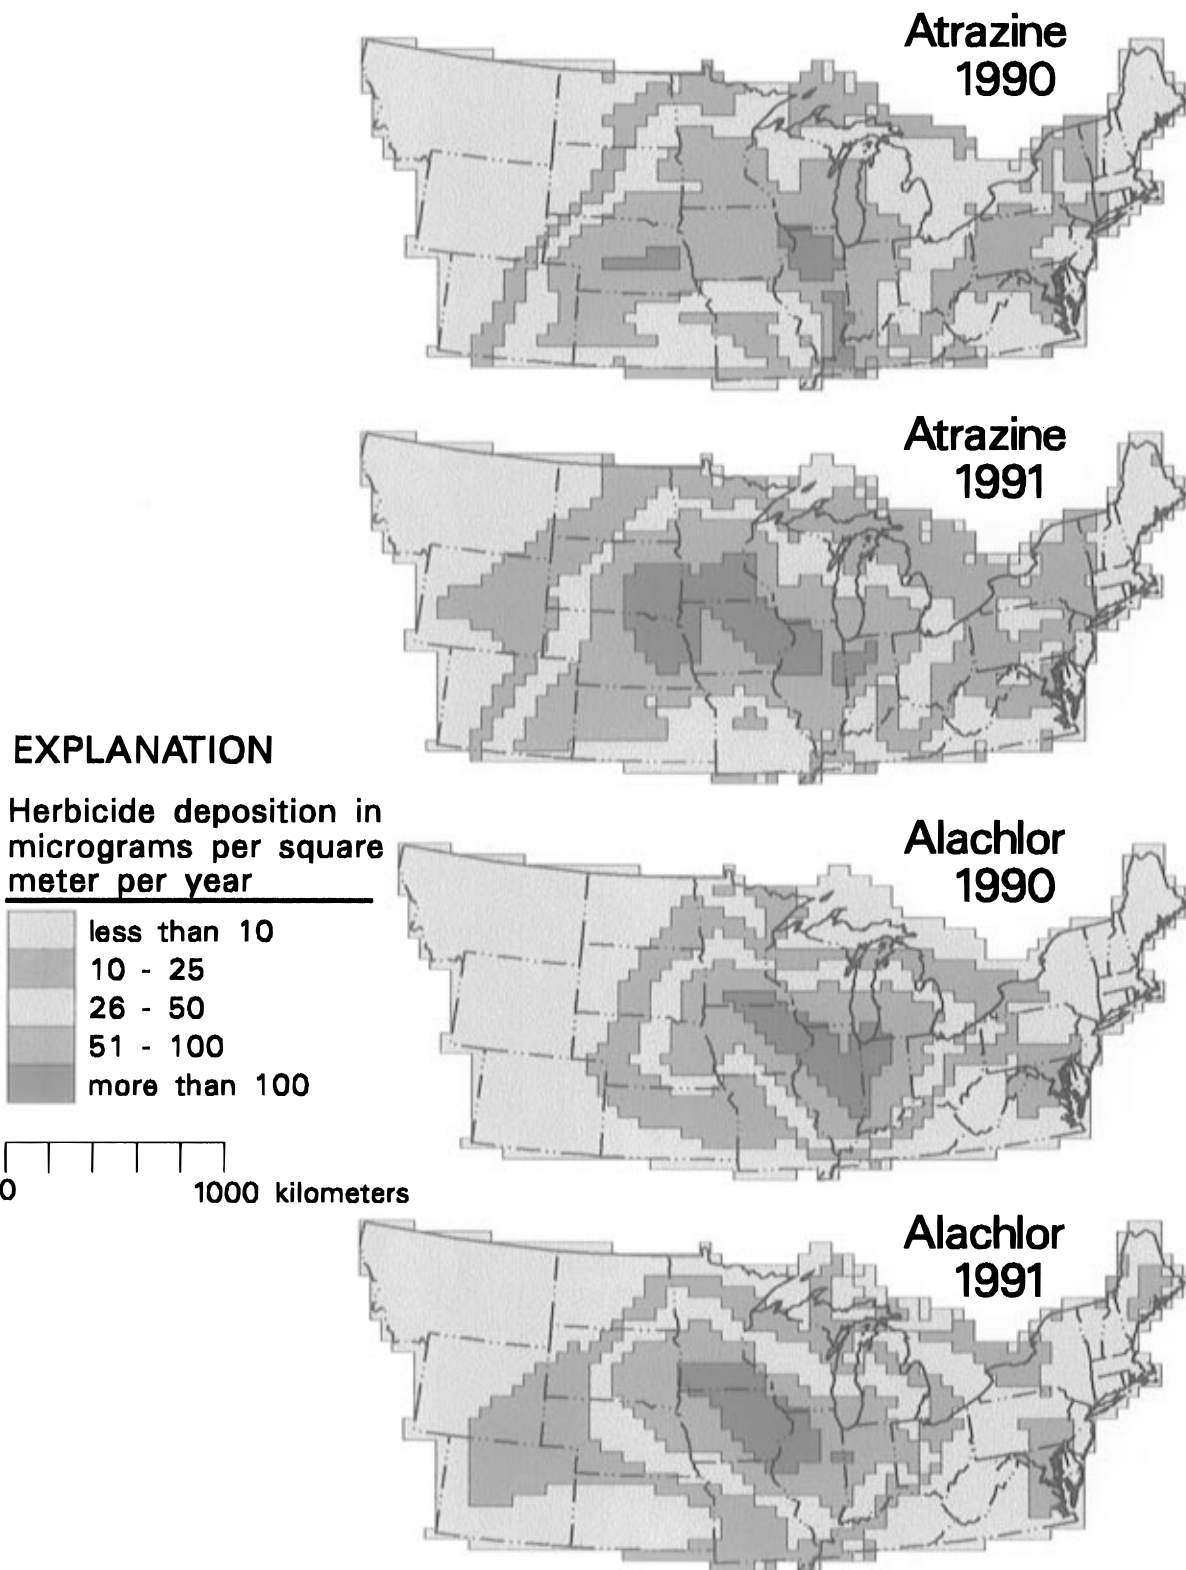 Atrazine
1990
Atrazine
1991
EXPLANATION
Herbicide deposition in
micrograms per square
meter per year
less than 10
10 - 25
26 - 50
51 - 100
more than 100
0 1000 kilometers
Alachlor
1990
Alachlor
1991